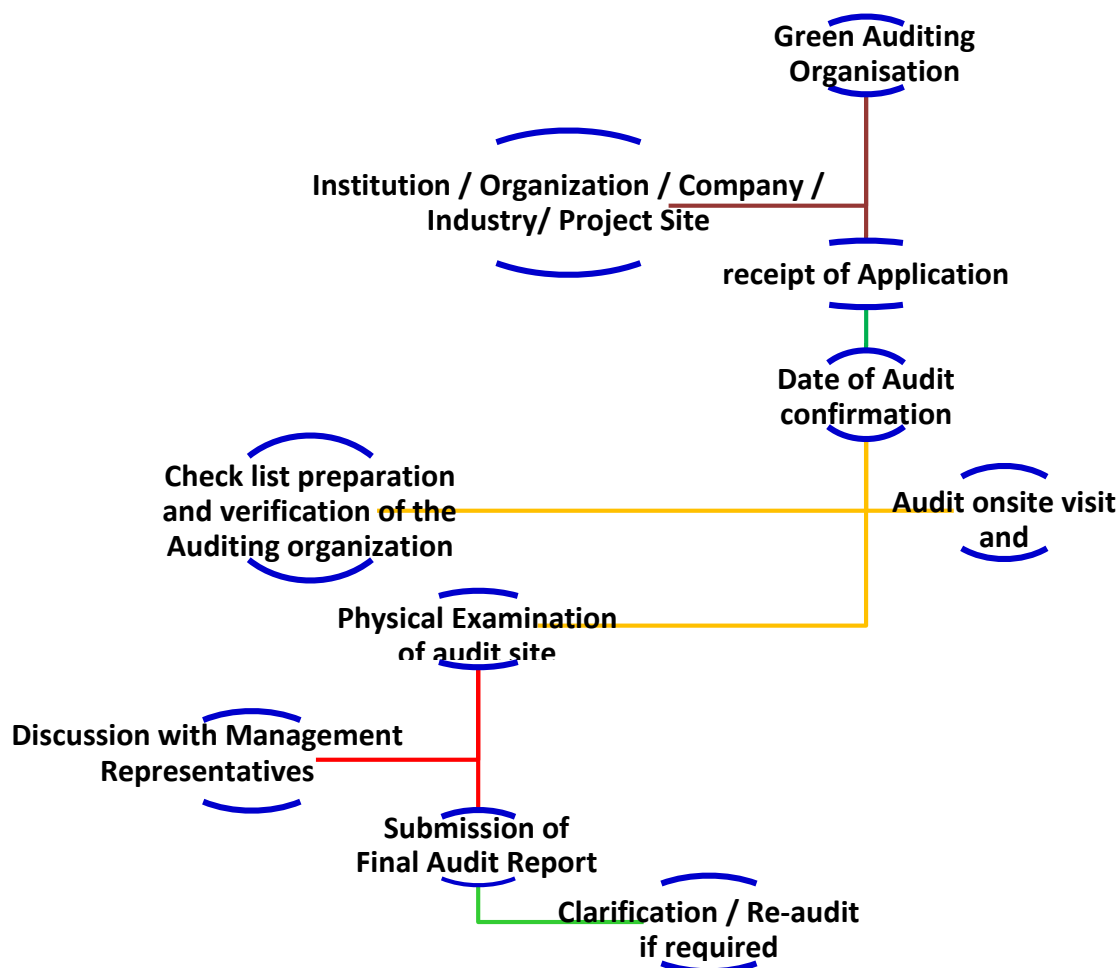 Green Auditing
Organisation
Institution / Organization / Company /
Industry/ Project Site
receipt of Application
Date of Audit
confirmation
Check list preparation
and verification of the
Auditing organization
Audit onsite visit
and
Physical Examination
of audit site
Discussion with Management
Representatives
Submission of
Final Audit Report
Clarification / Re-audit
if required